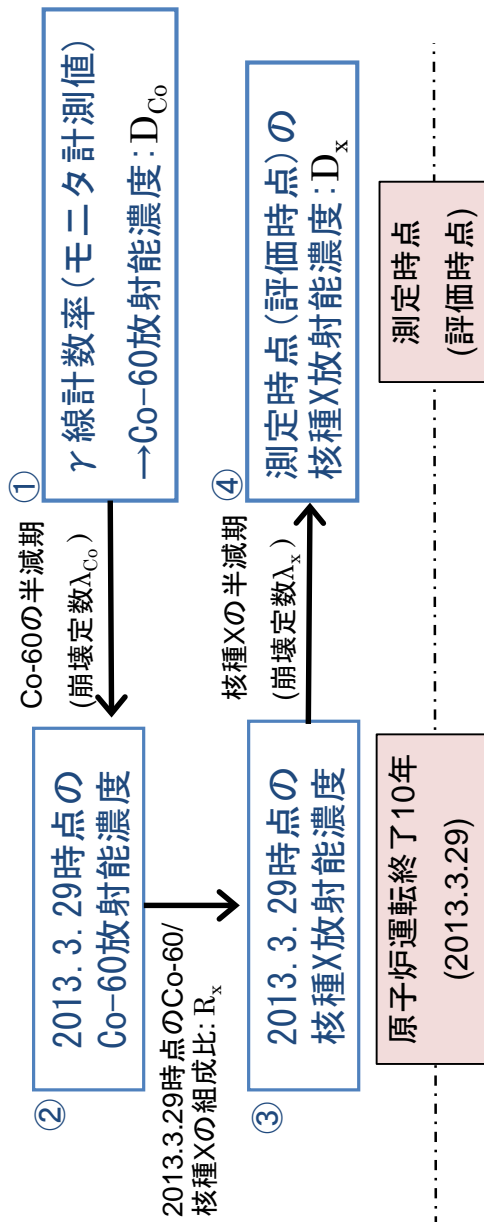 ①
γ線計数率(モニタ計測値)
→Co-60放射能濃度：D_Co
Co-60の半減期
(崩壊定数λ_Co)
②
2013.3.29時点の
Co-60放射能濃度
2013.3.29時点のCo-60/
核種Xの組成比: R_x
③
2013.3.29時点の
核種X放射能濃度
核種Xの半減期
(崩壊定数λ_x)
④
測定時点(評価時点)の
核種X放射能濃度：D_x
原子炉運転終了10年
(2013.3.29)
測定時点
(評価時点)